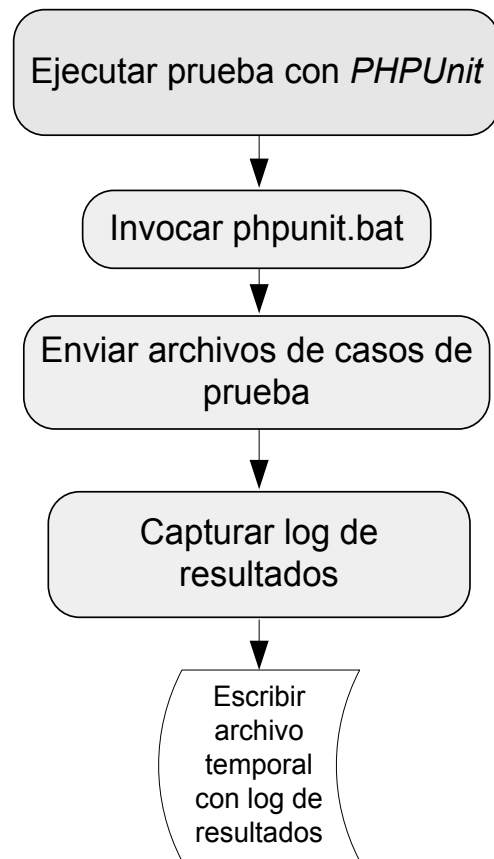 Ejecutar prueba con PHPUnit
Invocar phpunit.bat
Enviar archivos de casos de
prueba
Capturar log de
resultados
Escribir
archivo
temporal
con log de
resultados